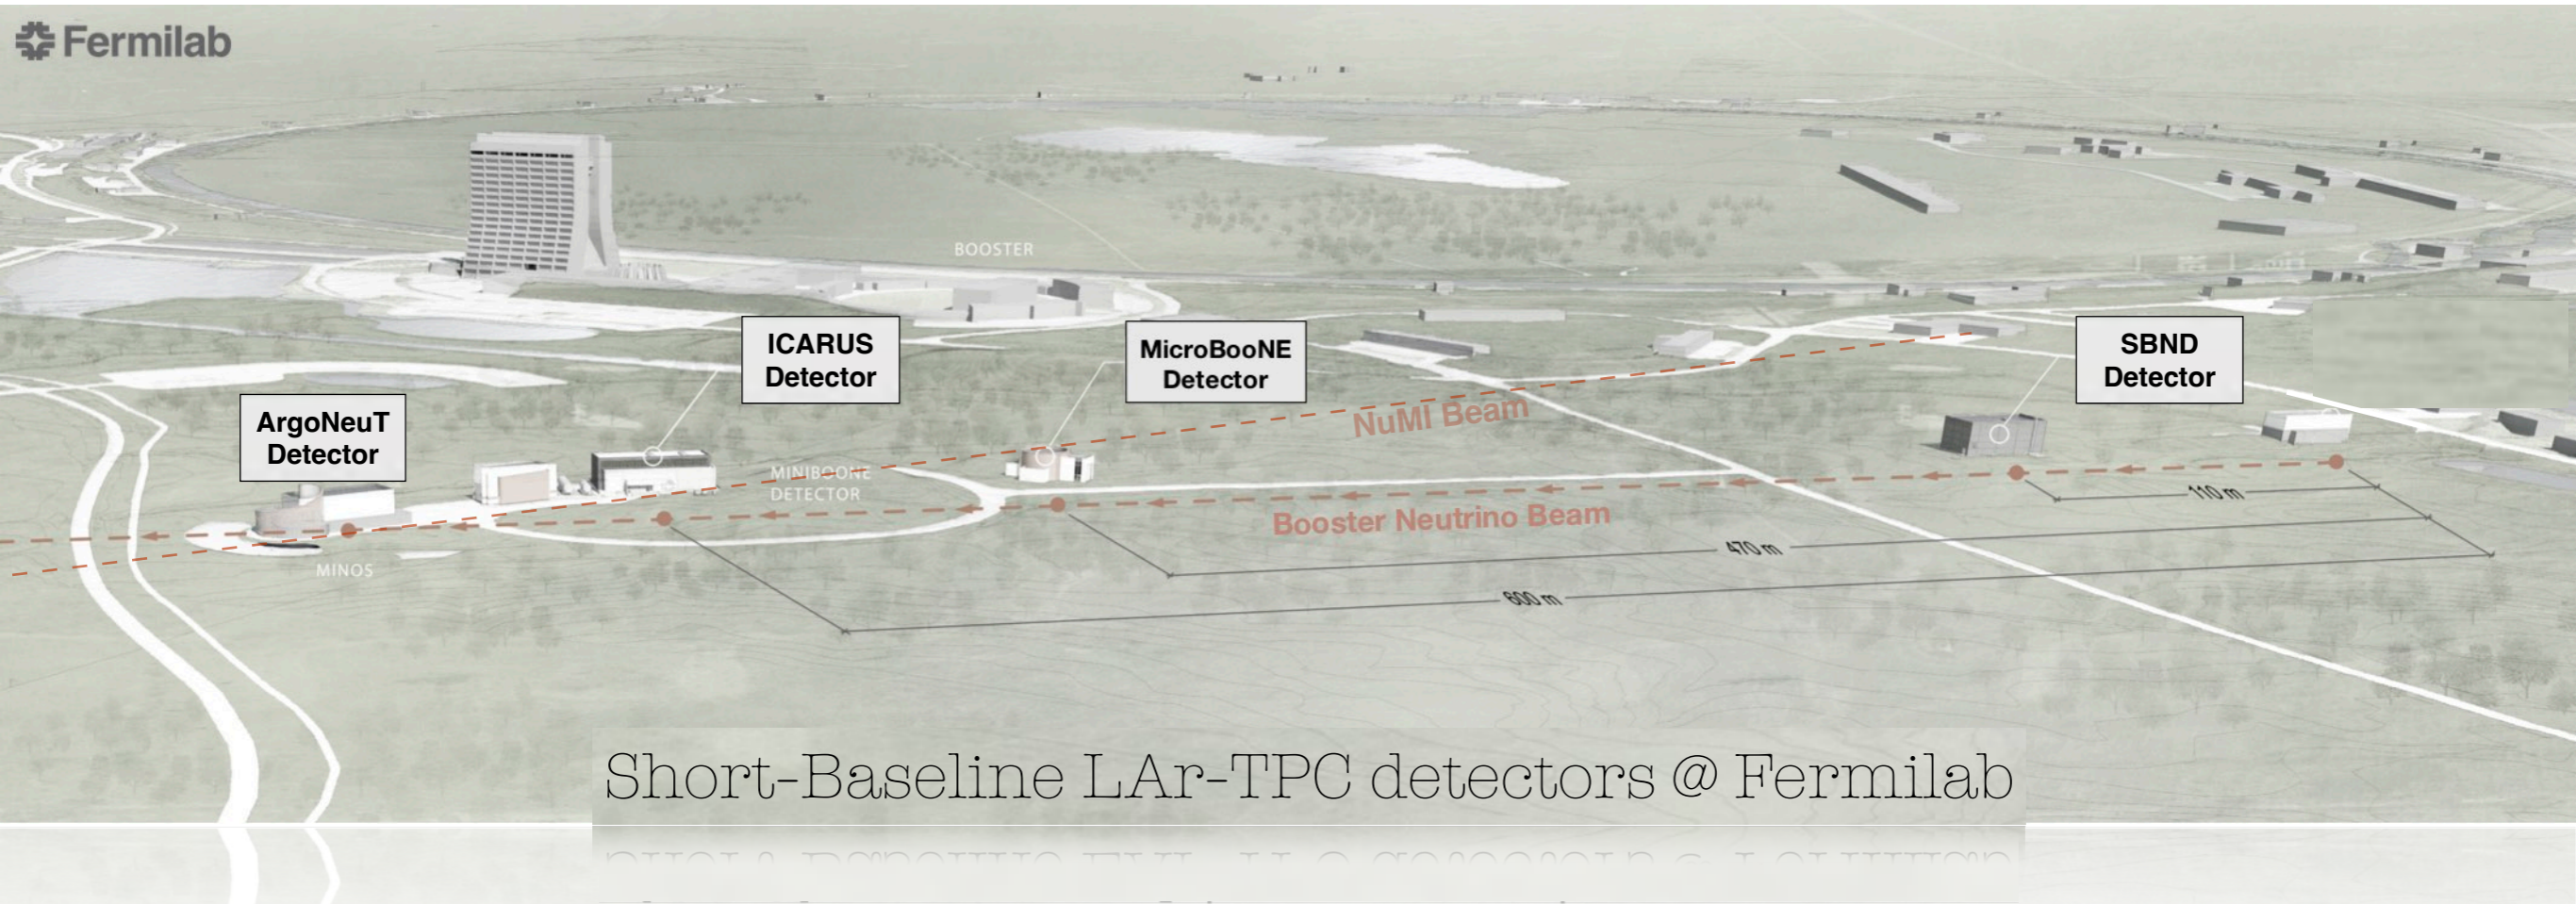 Fermilab
BOOSTER
ICARUS
Detector
MicroBooNE
Detector
SBND
Detector
ArgoNeuT
Detector
NuMI Beam
MINIBOONE
DETECTOR
110 m
Booster Neutrino Beam
470 m
MINOS
600 m
Short-Baseline LAr-TPC detectors @ Fermilab